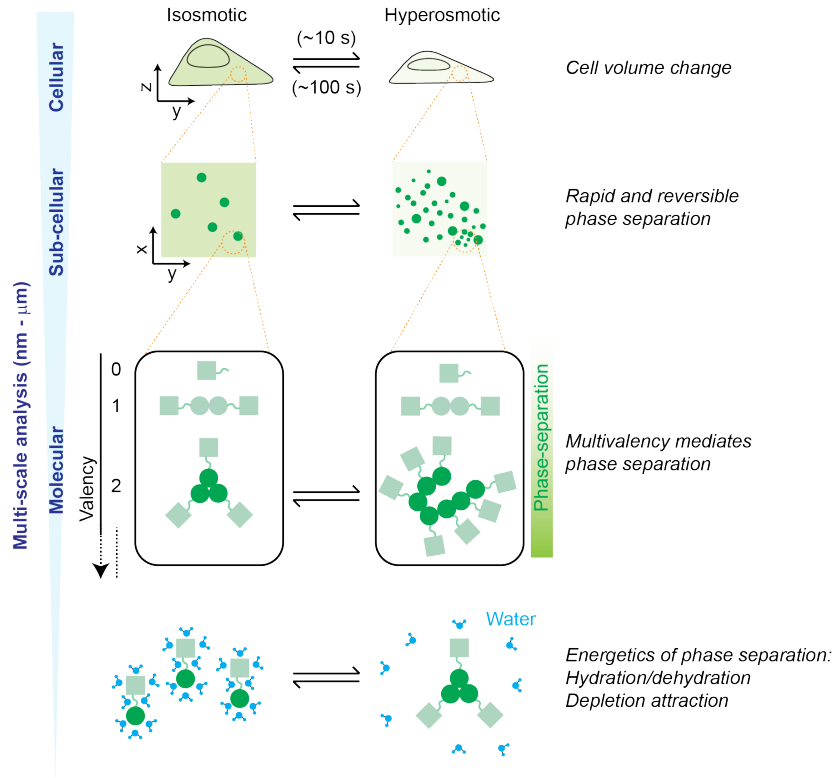 Isosmotic
Hyperosmotic
(~10 s)
(~100 s)
z
y
Cell volume change
Cellular
x
y
Rapid and reversible
phase separation
Sub-cellular
Multi-scale analysis (nm - μm)
Molecular
Valency
0
1
2
Phase-separation
Multivalency mediates
phase separation
Water
Energetics of phase separation:
Hydration/dehydration
Depletion attraction